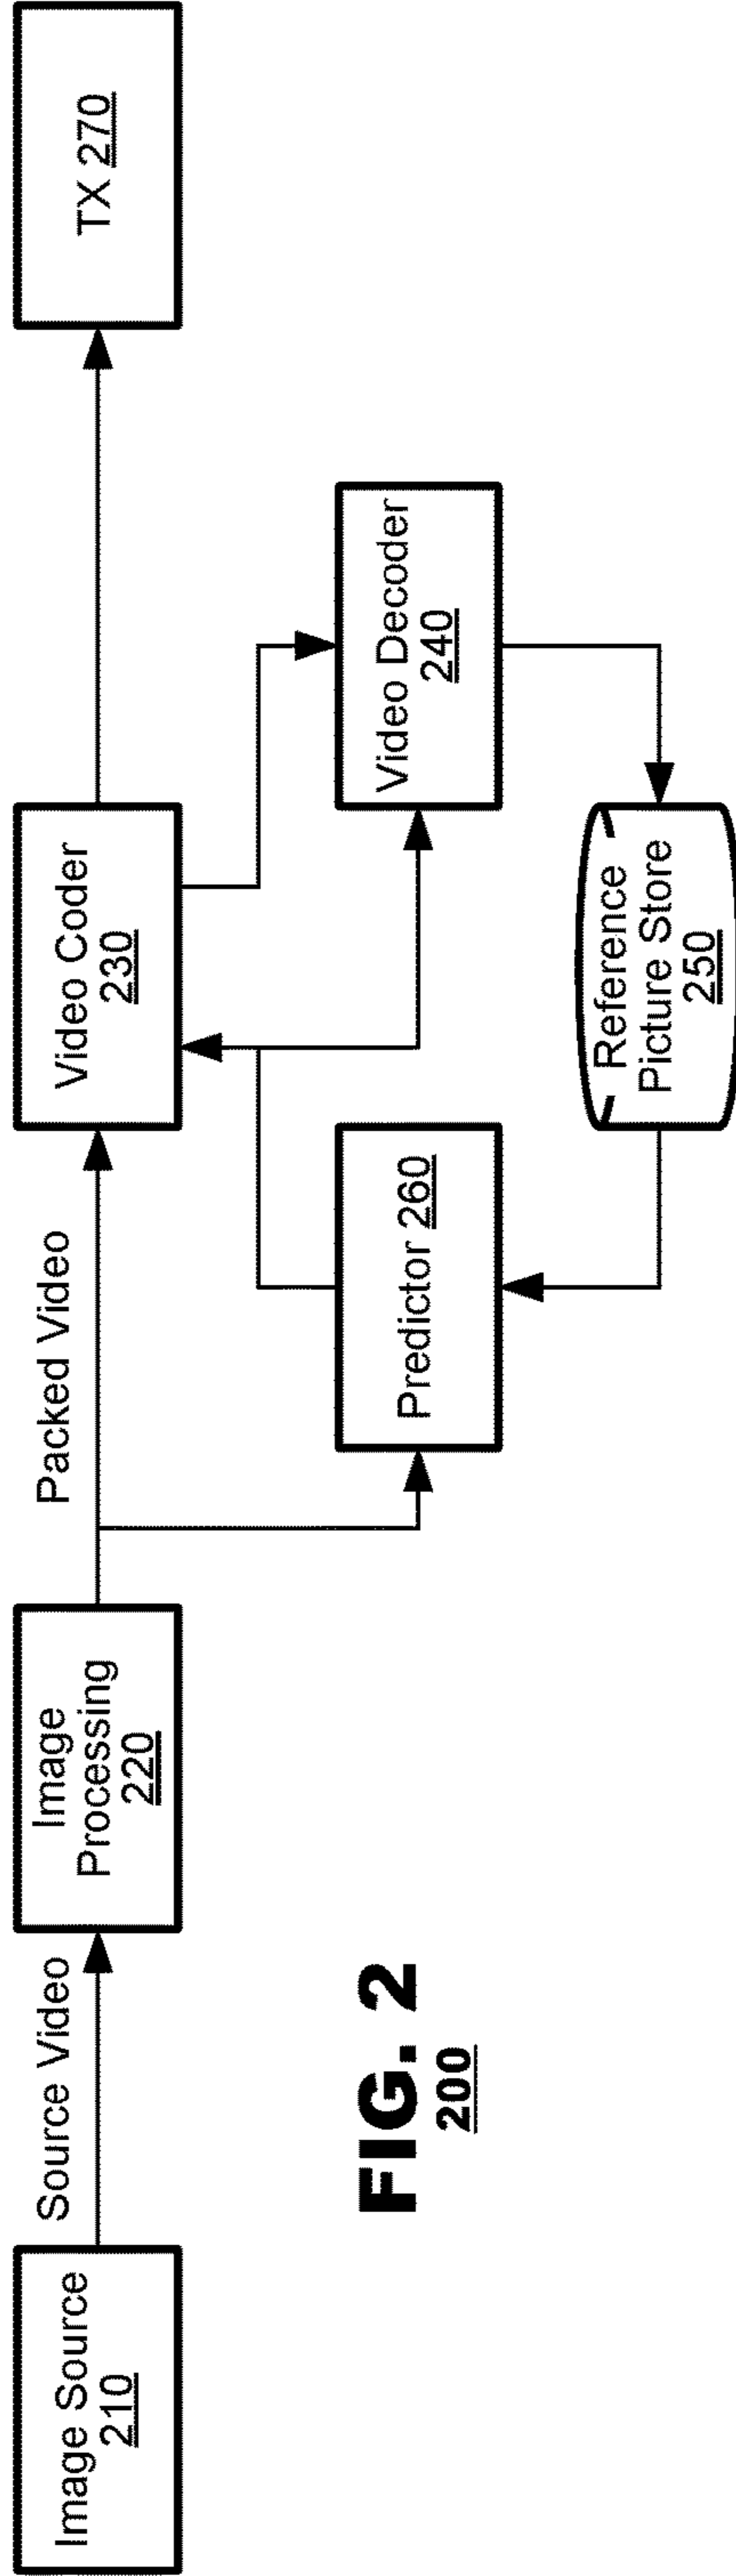 Image Source
210
Source Video
Image
Processing
220
Packed Video
Video Coder
230
TX 270
Predictor 260
Video Decoder
240
Reference
Picture Store
250
FIG. 2
200